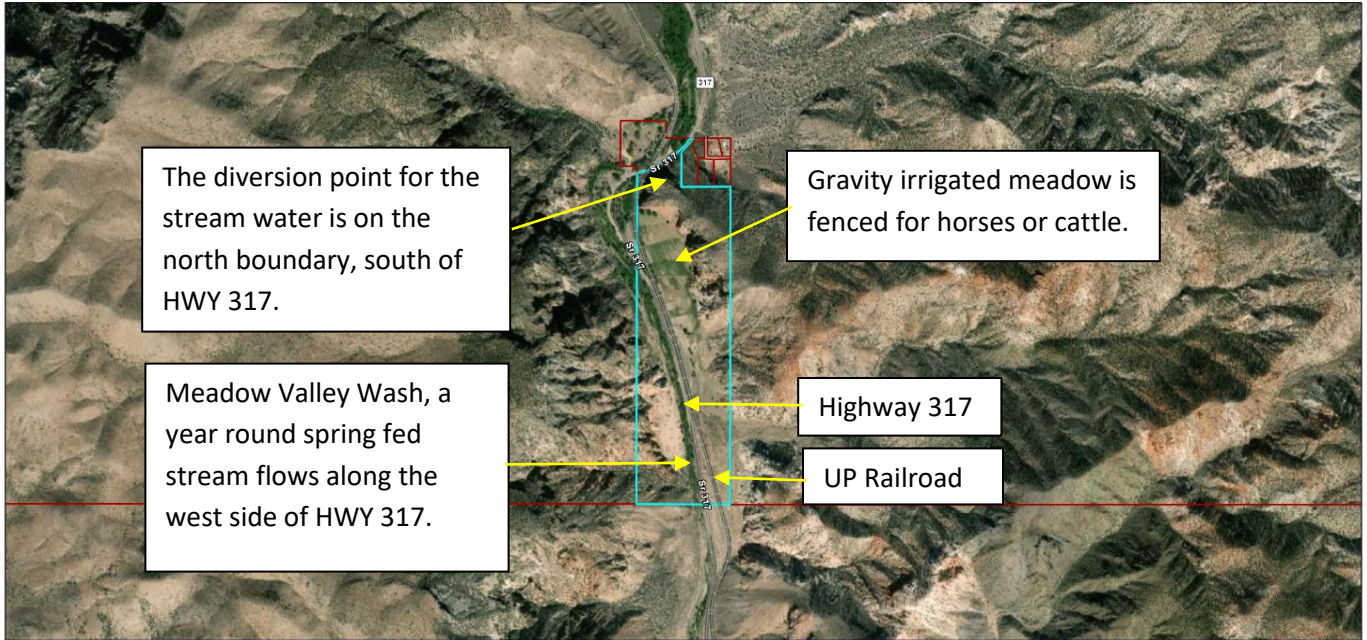 317
The diversion point for the
stream water is on the
north boundary, south of
HWY 317.
Sr 317
Gravity irrigated meadow is
fenced for horses or cattle.
Sr 317
Meadow Valley Wash, a
year round spring fed
stream flows along the
west side of HWY 317.
Highway 317
UP Railroad
Sr 317